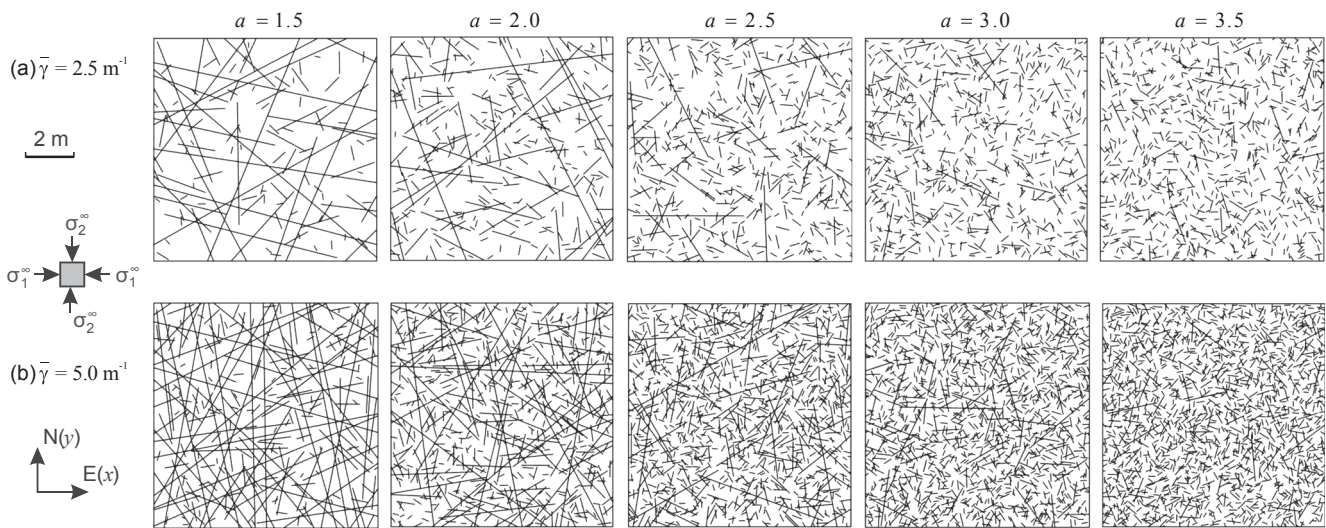 a = 1.5 a = 2.0 a = 2.5 a = 3.0 a = 3.5
(a) γ̄ = 2.5 m⁻¹
2 m
σ₂^∞
σ₁^∞ σ₁^∞
σ₂^∞
(b) γ̄ = 5.0 m⁻¹
N(y)
E(x)